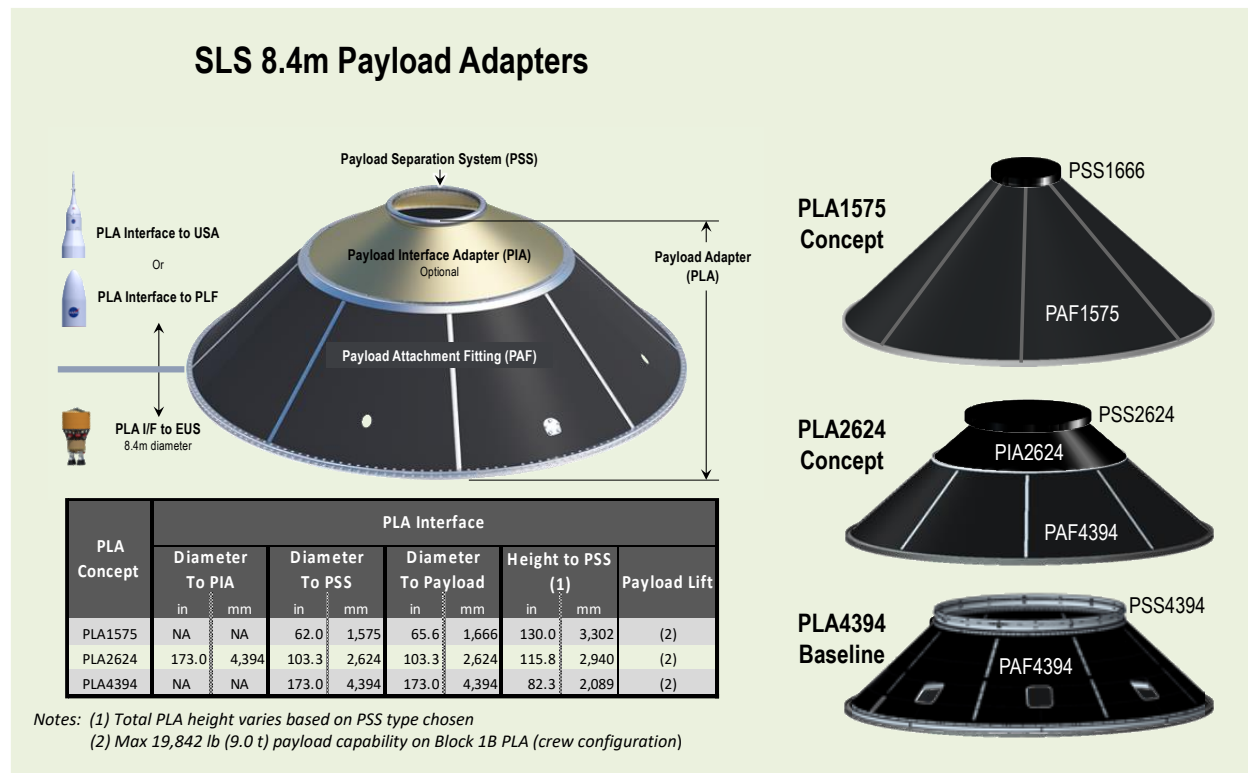 SLS 8.4m Payload Adapters
Payload Separation System (PSS)
PLA Interface to USA
Or
PLA Interface to PLF
PLA I/F to EUS
8.4m diameter
Payload Interface Adapter (PIA)
Optional
Payload Attachment Fitting (PAF)
Payload Adapter
(PLA)
PLA1575
Concept
PSS1666
PAF1575
PLA2624
Concept
PSS2624
PIA2624
PAF4394
PLA4394
Baseline
PSS4394
PAF4394
PLA
Concept
PLA Interface
Diameter
To PIA
Diameter
To PSS
Diameter
To Payload
Height to PSS
(1)
Payload Lift
in mm in mm in mm in mm
PLA1575 NA NA 62.0 1,575 65.6 1,666 130.0 3,302 (2)
PLA2624 173.0 4,394 103.3 2,624 103.3 2,624 115.8 2,940 (2)
PLA4394 NA NA 173.0 4,394 173.0 4,394 82.3 2,089 (2)
Notes: (1) Total PLA height varies based on PSS type chosen
(2) Max 19,842 lb (9.0 t) payload capability on Block 1B PLA (crew configuration)